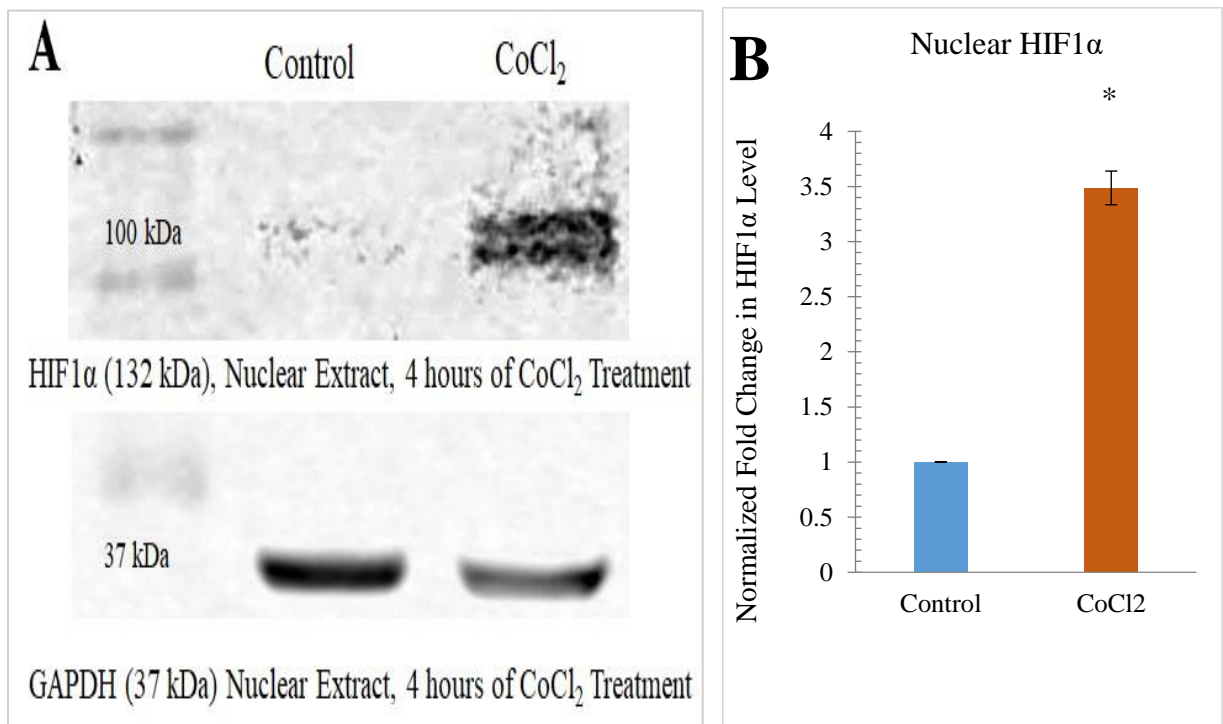 A
Control CoCl₂
100 kDa
HIF1α (132 kDa), Nuclear Extract, 4 hours of CoCl₂ Treatment
37 kDa
GAPDH (37 kDa) Nuclear Extract, 4 hours of CoCl₂ Treatment
B
Nuclear HIF1α
*
Normalized Fold Change in HIF1α Level
4
3.5
3
2.5
2
1.5
1
0.5
0
Control CoCl2